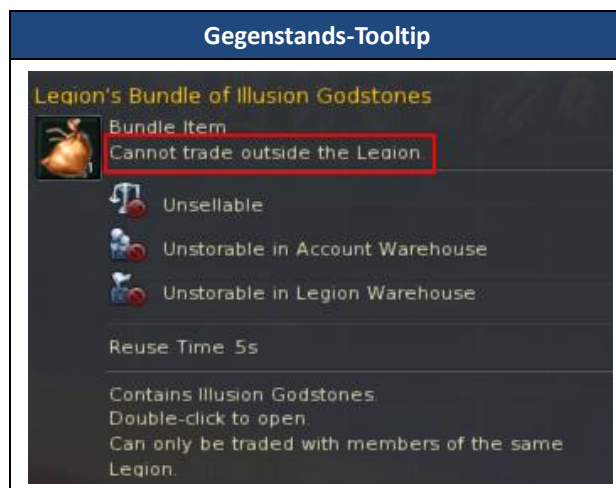 Gegenstands-Tooltip
Legion's Bundle of Illusion Godstones
Bundle Item
Cannot trade outside the Legion.
1
Unsellable
Unstorable in Account Warehouse
Unstorable in Legion Warehouse
Reuse Time 5s
Contains Illusion Godstones.
Double-click to open.
Can only be traded with members of the same
Legion.